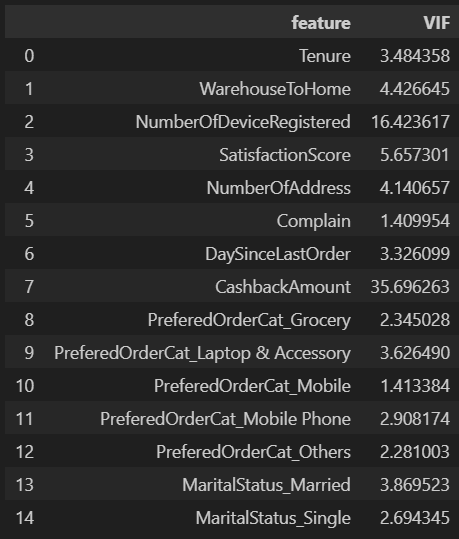 feature VIF
0 Tenure 3.484358
1 WarehouseToHome 4.426645
2 NumberOfDeviceRegistered 16.423617
3 SatisfactionScore 5.657301
4 NumberOfAddress 4.140657
5 Complain 1.409954
6 DaySinceLastOrder 3.326099
7 CashbackAmount 35.696263
8 PreferedOrderCat_Grocery 2.345028
9 PreferedOrderCat_Laptop & Accessory 3.626490
10 PreferedOrderCat_Mobile 1.413384
11 PreferedOrderCat_Mobile Phone 2.908174
12 PreferedOrderCat_Others 2.281003
13 MaritalStatus_Married 3.869523
14 MaritalStatus_Single 2.694345